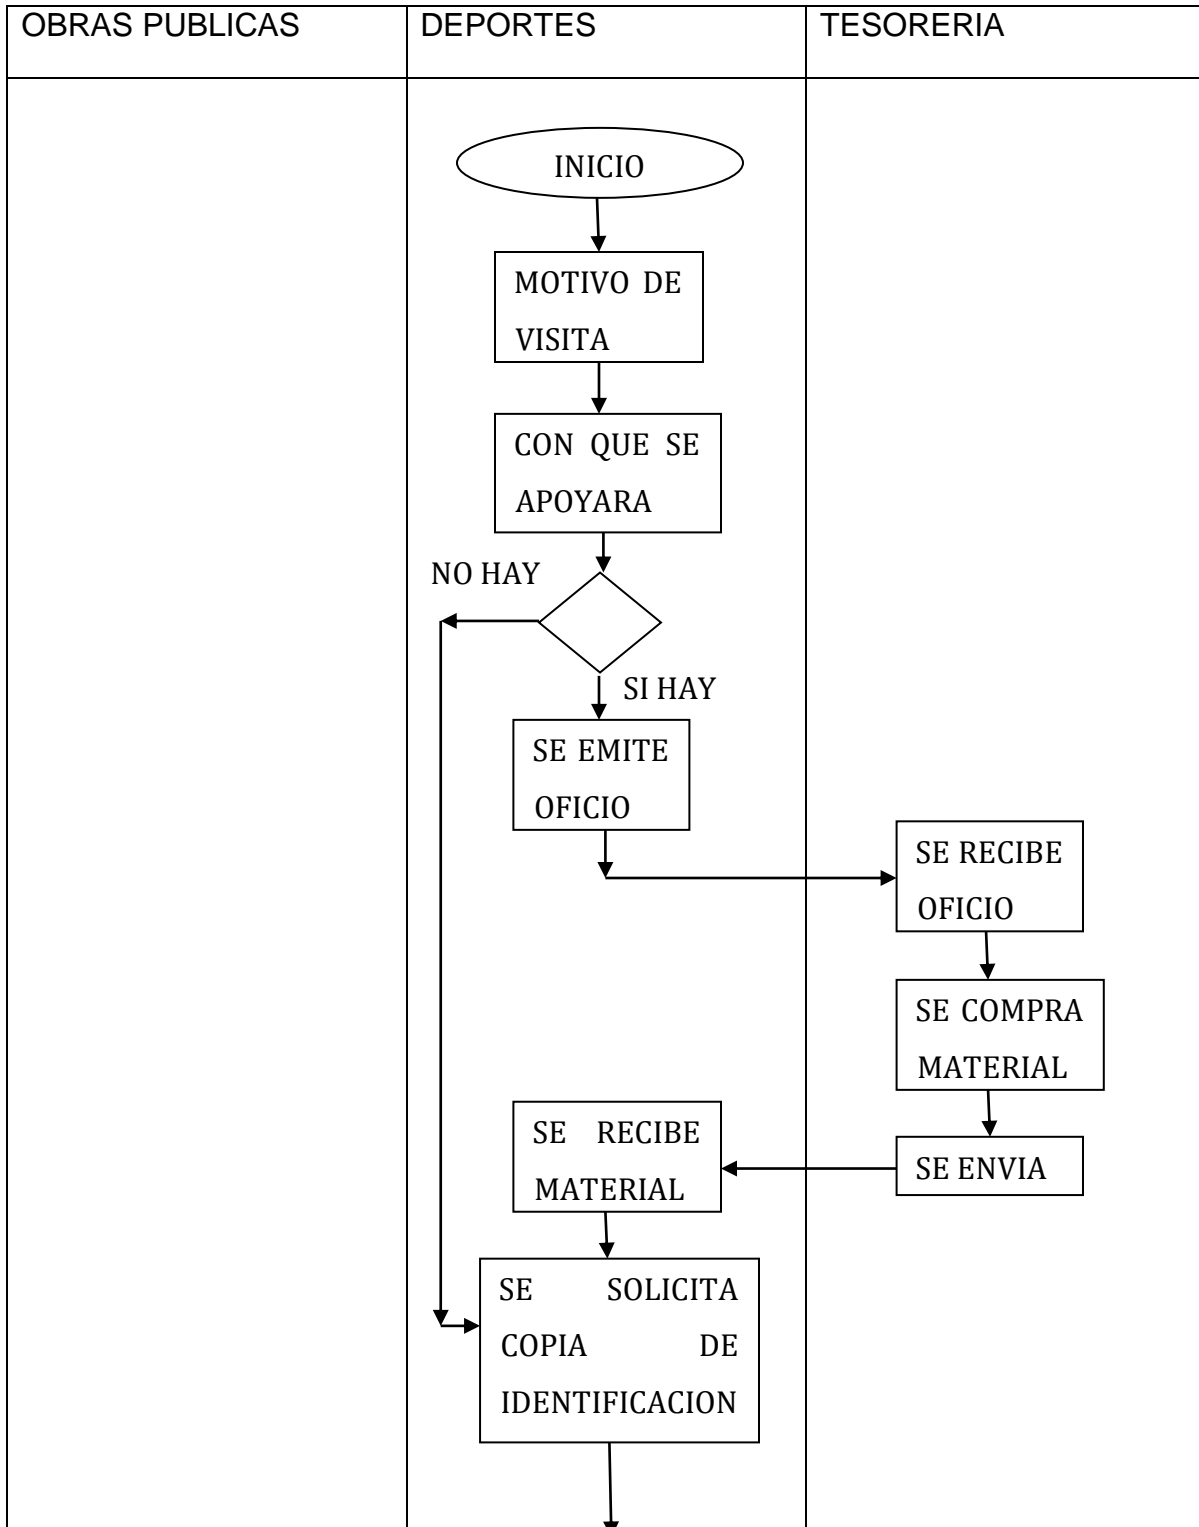 OBRAS PUBLICAS
DEPORTES
TESORERIA
INICIO
MOTIVO DE
VISITA
CON QUE SE
APOYARA
NO HAY
SI HAY
SE EMITE
OFICIO
SE RECIBE
OFICIO
SE COMPRA
MATERIAL
SE ENVIA
SE RECIBE
MATERIAL
SE SOLICITA
COPIA DE
IDENTIFICACION